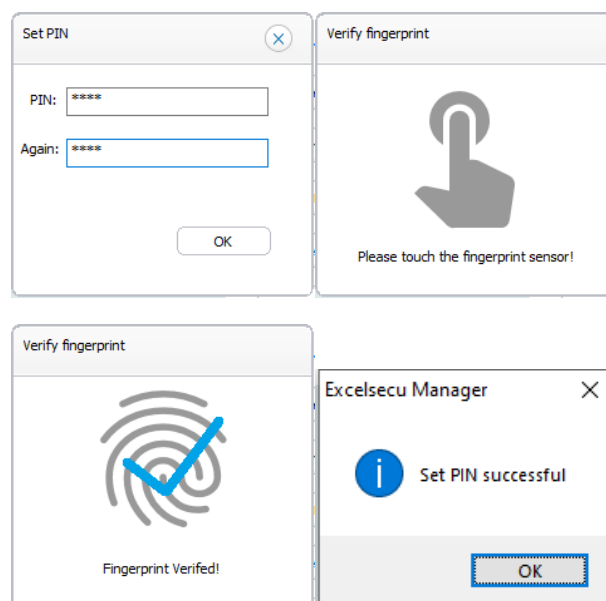 Set PIN
PIN: ****
Again: ****
OK
Verify fingerprint
Please touch the fingerprint sensor!
Verify fingerprint
Fingerprint Verifed!
Excelsecu Manager
Set PIN successful
OK